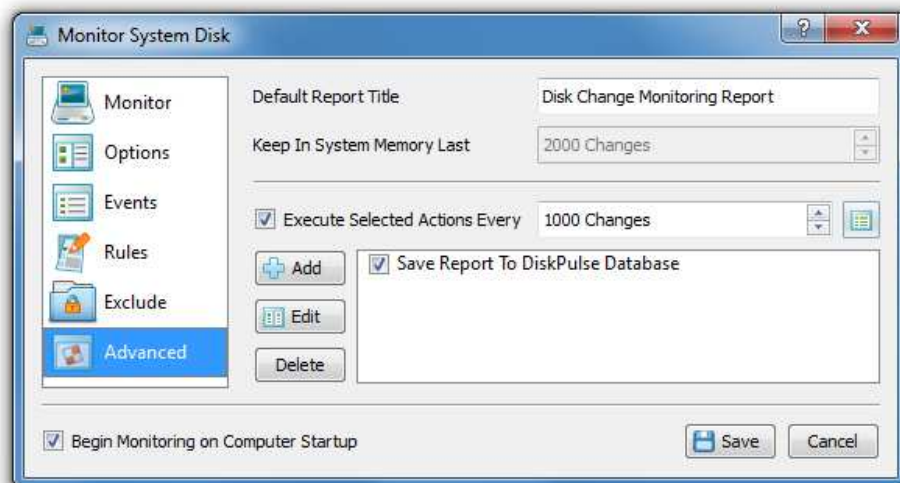 Monitor System Disk
?
Monitor
Options
Events
Rules
Exclude
Advanced
Default Report Title Disk Change Monitoring Report
Keep In System Memory Last 2000 Changes
Execute Selected Actions Every 1000 Changes
Add
Edit
Delete
Save Report To DiskPulse Database
Begin Monitoring on Computer Startup
Save Cancel